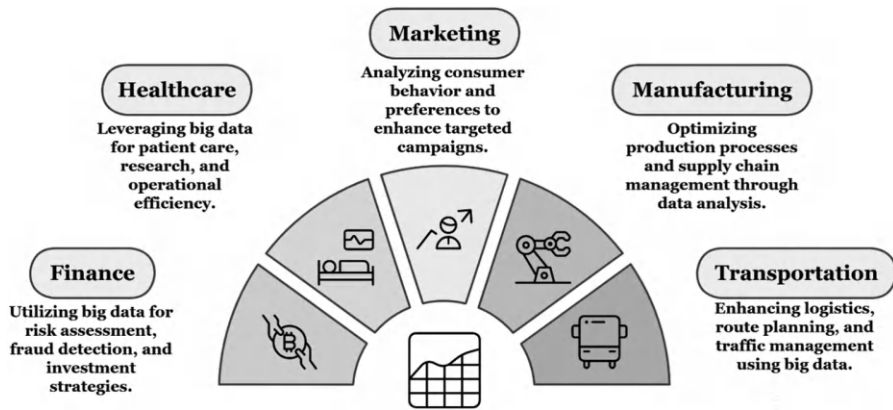 Marketing
Analyzing consumer
behavior and
preferences to
enhance targeted
campaigns.
Healthcare
Leveraging big data
for patient care,
research, and
operational
efficiency.
Manufacturing
Optimizing
production processes
and supply chain
management through
data analysis.
Finance
Utilizing big data for
risk assessment,
fraud detection, and
investment
strategies.
Transportation
Enhancing logistics,
route planning, and
traffic management
using big data.
B